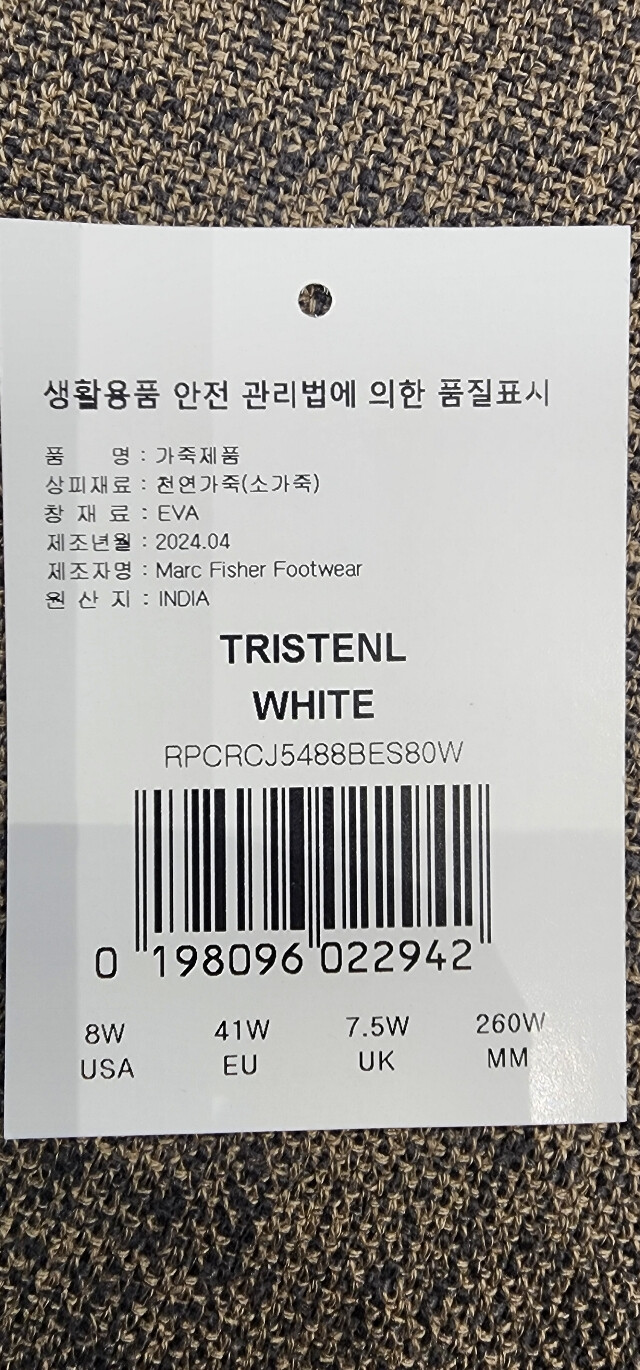 생활용품 안전 관리법에 의한 품질표시
품 명 : 가죽제품
상피재료 : 천연가죽(소가죽)
창 재 료 : EVA
제조년월 : 2024.04
제조자명 : Marc Fisher Footwear
원 산 지 : INDIA
TRISTENL
WHITE
RPCRCJ5488BES80W
0 198096 022942
8W 41W 7.5W 260W
USA EU UK MM